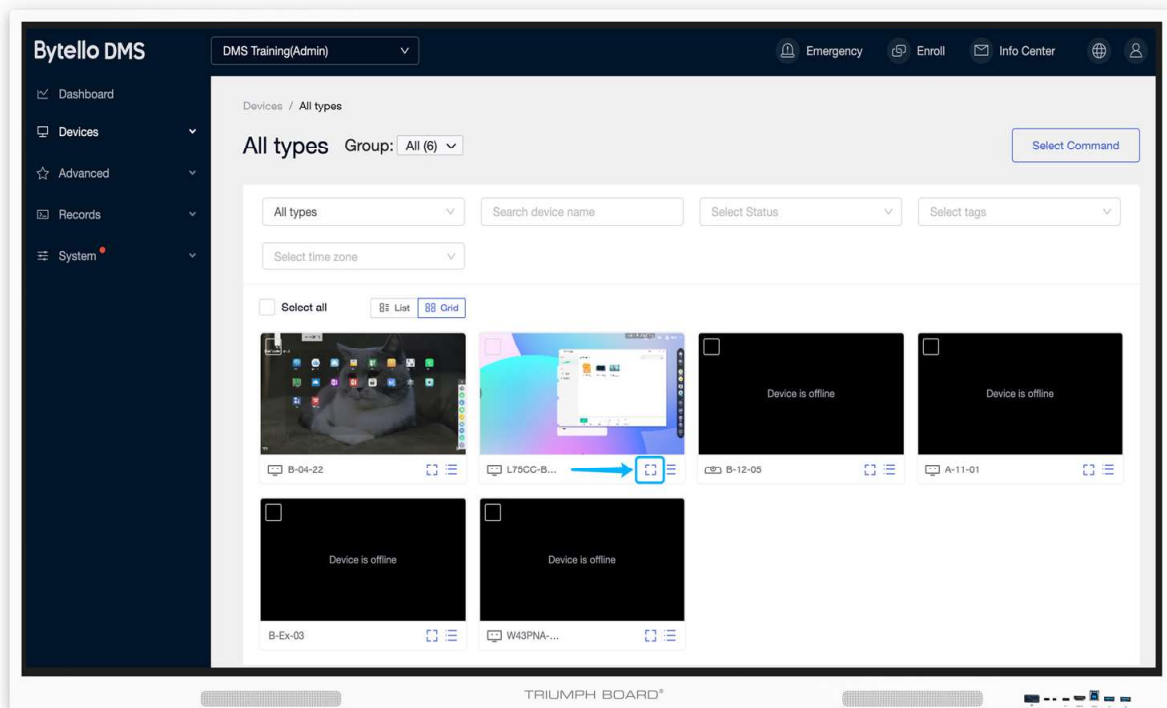 Bytello DMS
DMS Training(Admin)
Emergency
Enroll
Info Center
Dashboard
Devices
Advanced
Records
System
Devices / All types
All types Group: All (6)
Select Command
All types
Search device name
Select Status
Select tags
Select time zone
Select all
List
Grid
Device is offline
Device is offline
B-04-22
L75CC-B...
B-12-05
A-11-01
Device is offline
Device is offline
B-Ex-03
W43PNA-...
TRIUMPH BOARD®